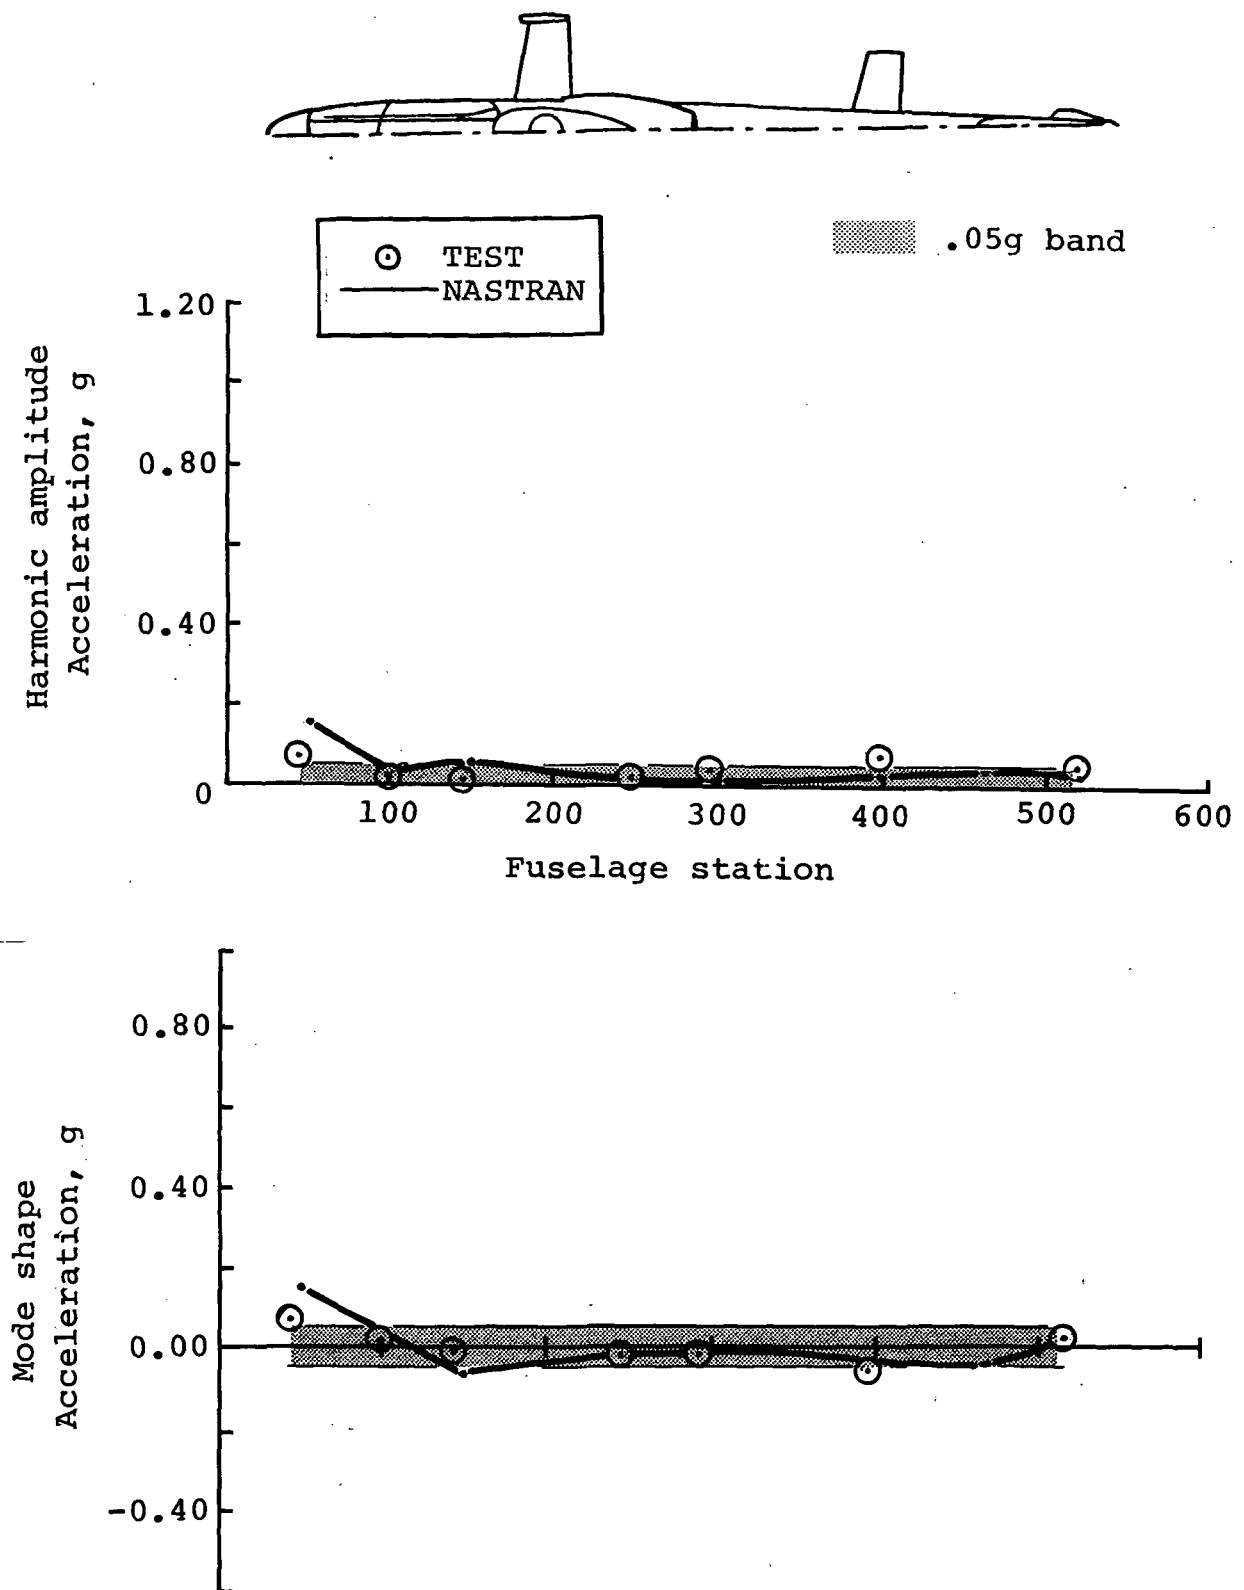 TEST
NASTRAN
.05g band
Harmonic amplitude
Acceleration, g
1.20
0.80
0.40
0
100 200 300 400 500 600
Fuselage station
Mode shape
Acceleration, g
0.80
0.40
0.00
-0.40